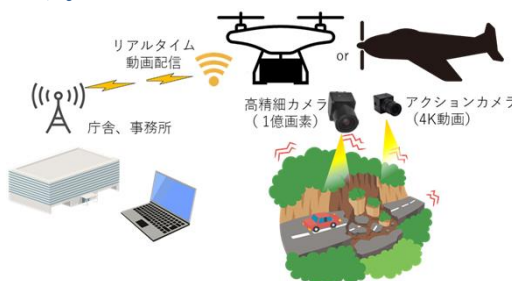 リアルタイム
動画配信
or
庁舎、事務所
高精細カメラ
（1億画素）
アクションカメラ
（4K動画）